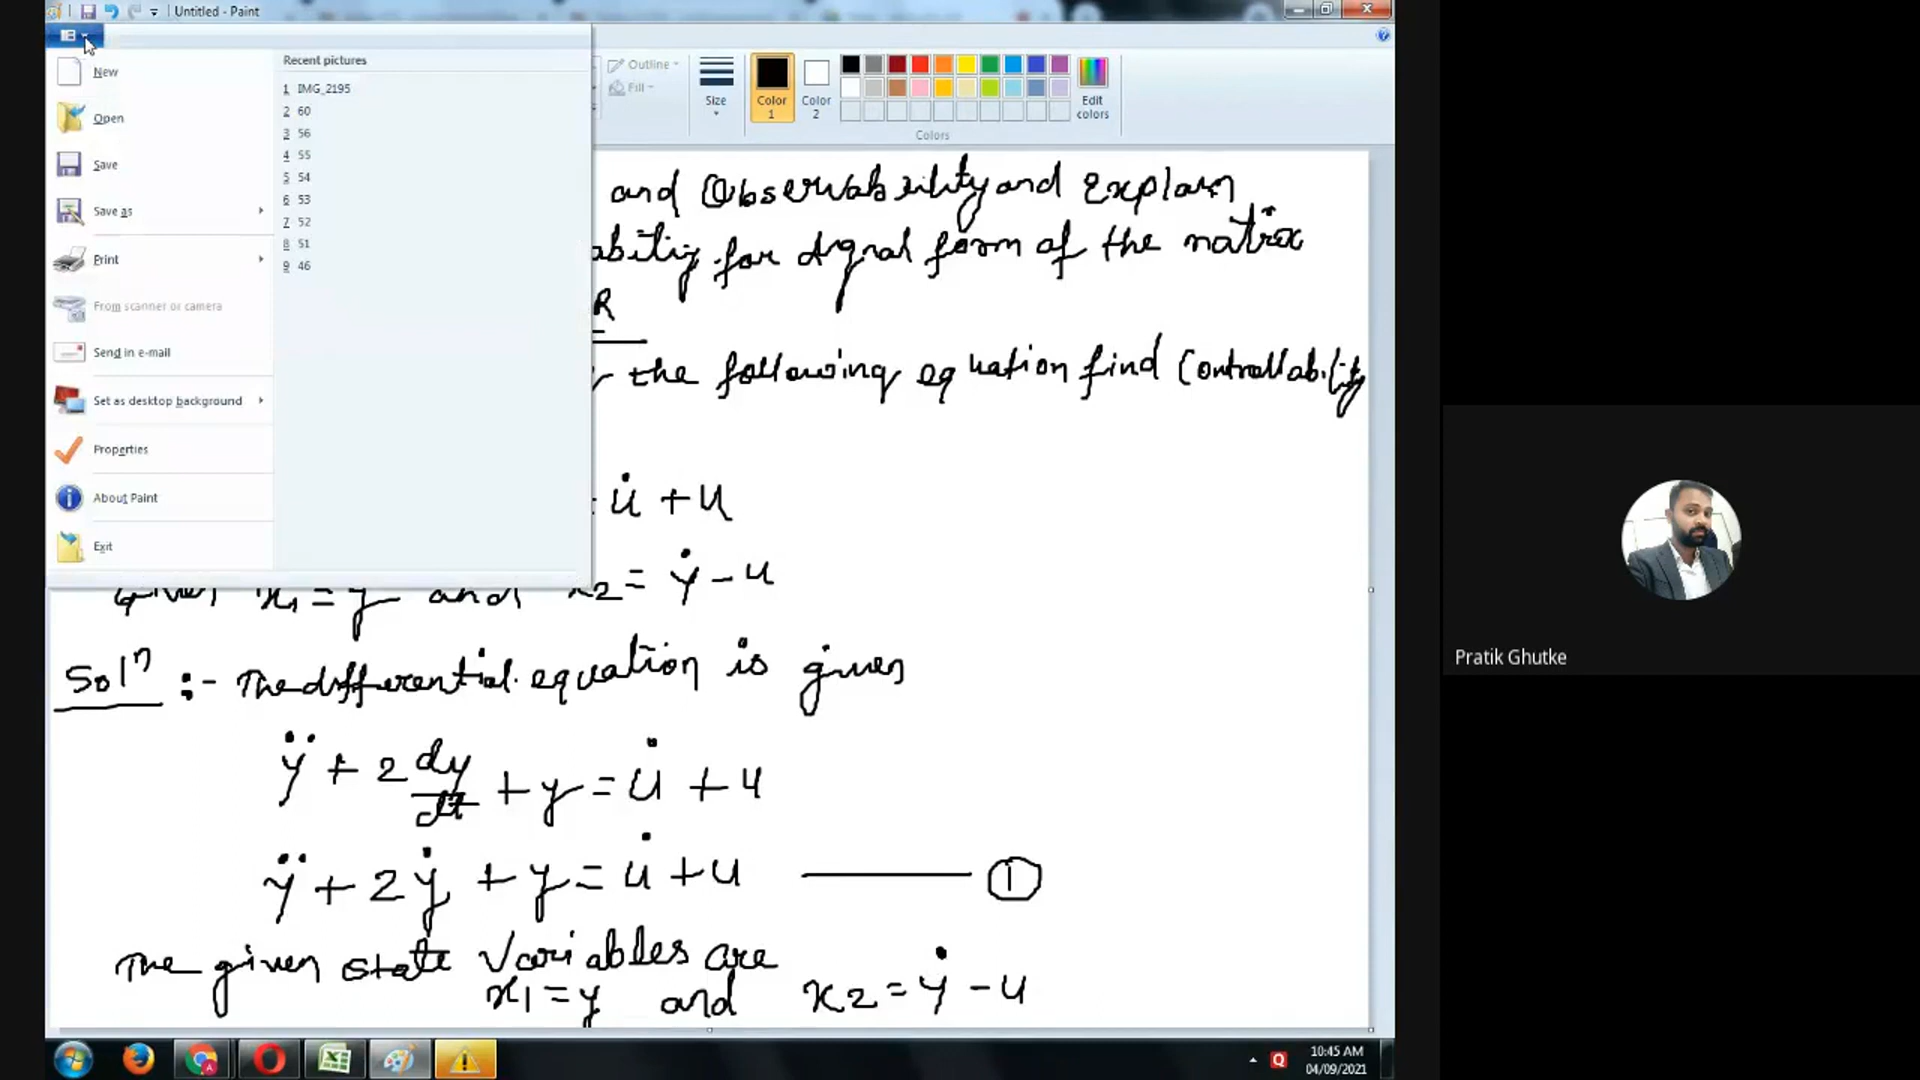 Untitled - Paint
New
Open
Save
Save as
Print
From scanner or camera
Send in e-mail
Set as desktop background
Properties
About Paint
Exit
Recent pictures
1 IMG_2195
2 60
3 56
4 55
5 54
6 53
7 52
8 51
9 46
Outline
Fill
Size
Color 1
Color 2
Edit colors
Colors
and Observability and Explain
ability for dignal form of the matrix
R
the following equation find Controllability
= u̇ + u
Given x1 = y and x2 = ẏ - u
Solⁿ :- The differential equation is given
ÿ + 2 dy/dt + y = u̇ + u
ÿ + 2ẏ + y = u̇ + u ——— ①
The given state Variables are
x1 = y and x2 = ẏ - u
Pratik Ghutke
10:45 AM
04/09/2021